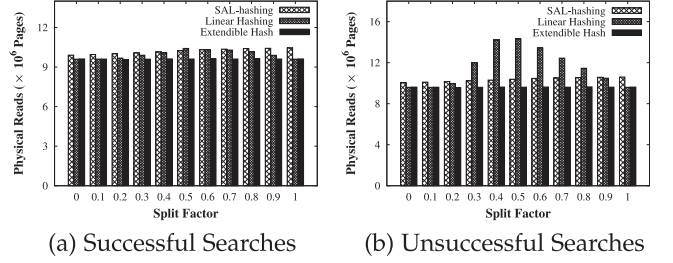 SAL-hashing
Linear Hashing
Extendible Hash
Physical Reads (× 10⁶ Pages)
12
9
6
3
0
0 0.1 0.2 0.3 0.4 0.5 0.6 0.7 0.8 0.9 1
Split Factor
(a) Successful Searches
SAL-hashing
Linear Hashing
Extendible Hash
Physical Reads (× 10⁶ Pages)
16
12
8
4
0
0 0.1 0.2 0.3 0.4 0.5 0.6 0.7 0.8 0.9 1
Split Factor
(b) Unsuccessful Searches